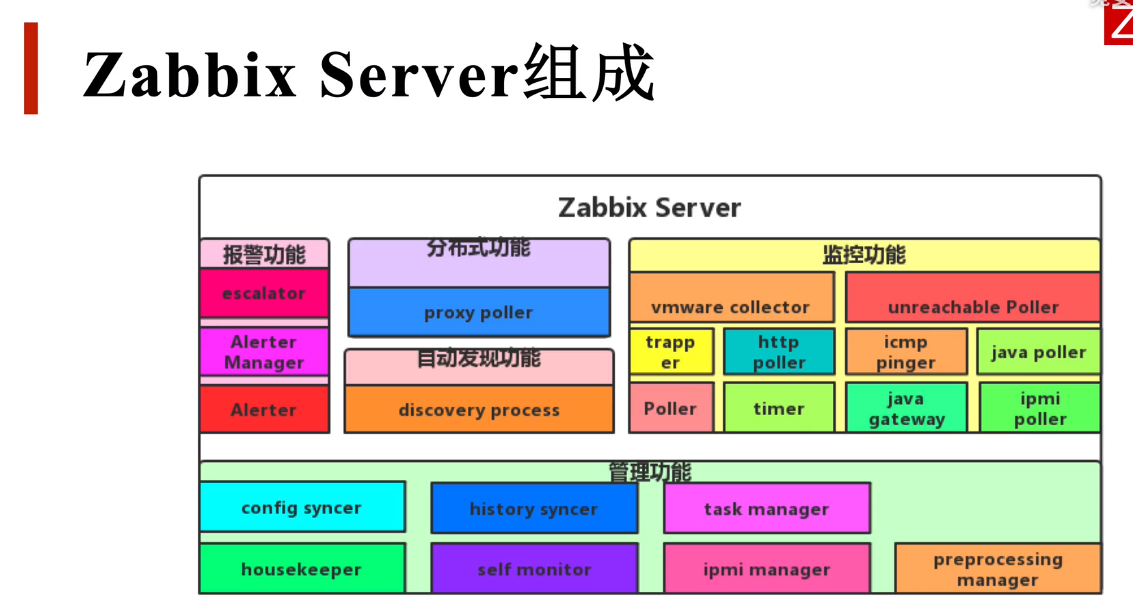 Zabbix Server组成
Zabbix Server
报警功能
escalator
Alerter
Manager
Alerter
分布式功能
proxy poller
自动发现功能
discovery process
监控功能
vmware collector
unreachable Poller
trapp
er
http
poller
icmp
pinger
java poller
Poller
timer
java
gateway
ipmi
poller
管理功能
config syncer
history syncer
task manager
housekeeper
self monitor
ipmi manager
preprocessing
manager